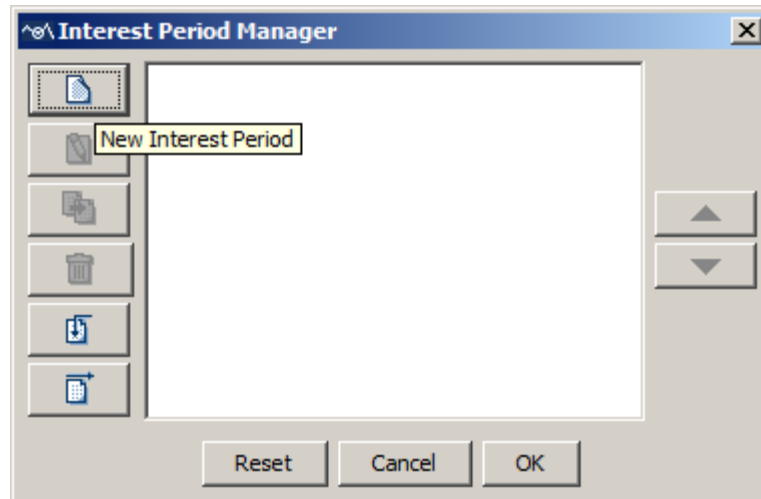 Interest Period Manager
New Interest Period
Reset
Cancel
OK